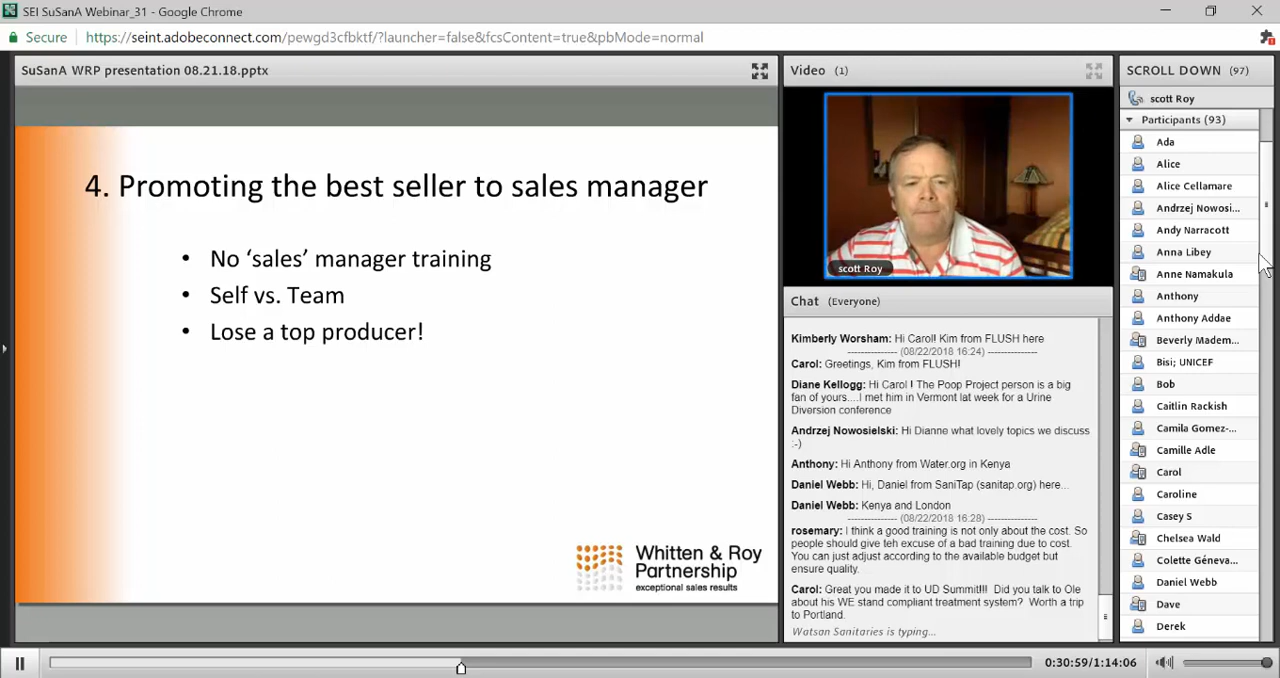 SEI SuSanA Webinar_31 - Google Chrome
Secure
https://seint.adobeconnect.com/pewgd3cfbktf/?launcher=false&fcsContent=true&pbMode=normal
SuSanA WRP presentation 08.21.18.pptx
4. Promoting the best seller to sales manager
• No ‘sales’ manager training
• Self vs. Team
• Lose a top producer!
Whitten & Roy
Partnership
exceptional sales results
Video (1)
scott Roy
Chat (Everyone)
Kimberly Worsham: Hi Carol! Kim from FLUSH here
--------------- (08/22/2018 16:24) ---------------
Carol: Greetings, Kim from FLUSH!
Diane Kellogg: Hi Carol ! The Poop Project person is a big
fan of yours....I met him in Vermont lat week for a Urine
Diversion conference
Andrzej Nowosielski: Hi Dianne what lovely topics we discuss
:-)
Anthony: Hi Anthony from Water.org in Kenya
Daniel Webb: Hi, Daniel from SaniTap (sanitap.org) here...
Daniel Webb: Kenya and London
--------------- (08/22/2018 16:28) ---------------
rosemary: I think a good training is not only about the cost. So
people should give teh excuse of a bad training due to cost.
You can just adjust according to the available budget but
ensure quality.
Carol: Great you made it to UD Summit!!! Did you talk to Ole
about his WE stand compliant treatment system? Worth a trip
to Portland.
Watson Sanitaries is typing...
SCROLL DOWN (97)
scott Roy
Participants (93)
Ada
Alice
Alice Cellamare
Andrzej Nowosi...
Andy Narracott
Anna Libey
Anne Namakula
Anthony
Anthony Addae
Beverly Madem...
Bisi; UNICEF
Bob
Caitlin Rackish
Camila Gomez-...
Camille Adle
Carol
Caroline
Casey S
Chelsea Wald
Colette Géneva...
Daniel Webb
Dave
Derek
0:30:59/1:14:06